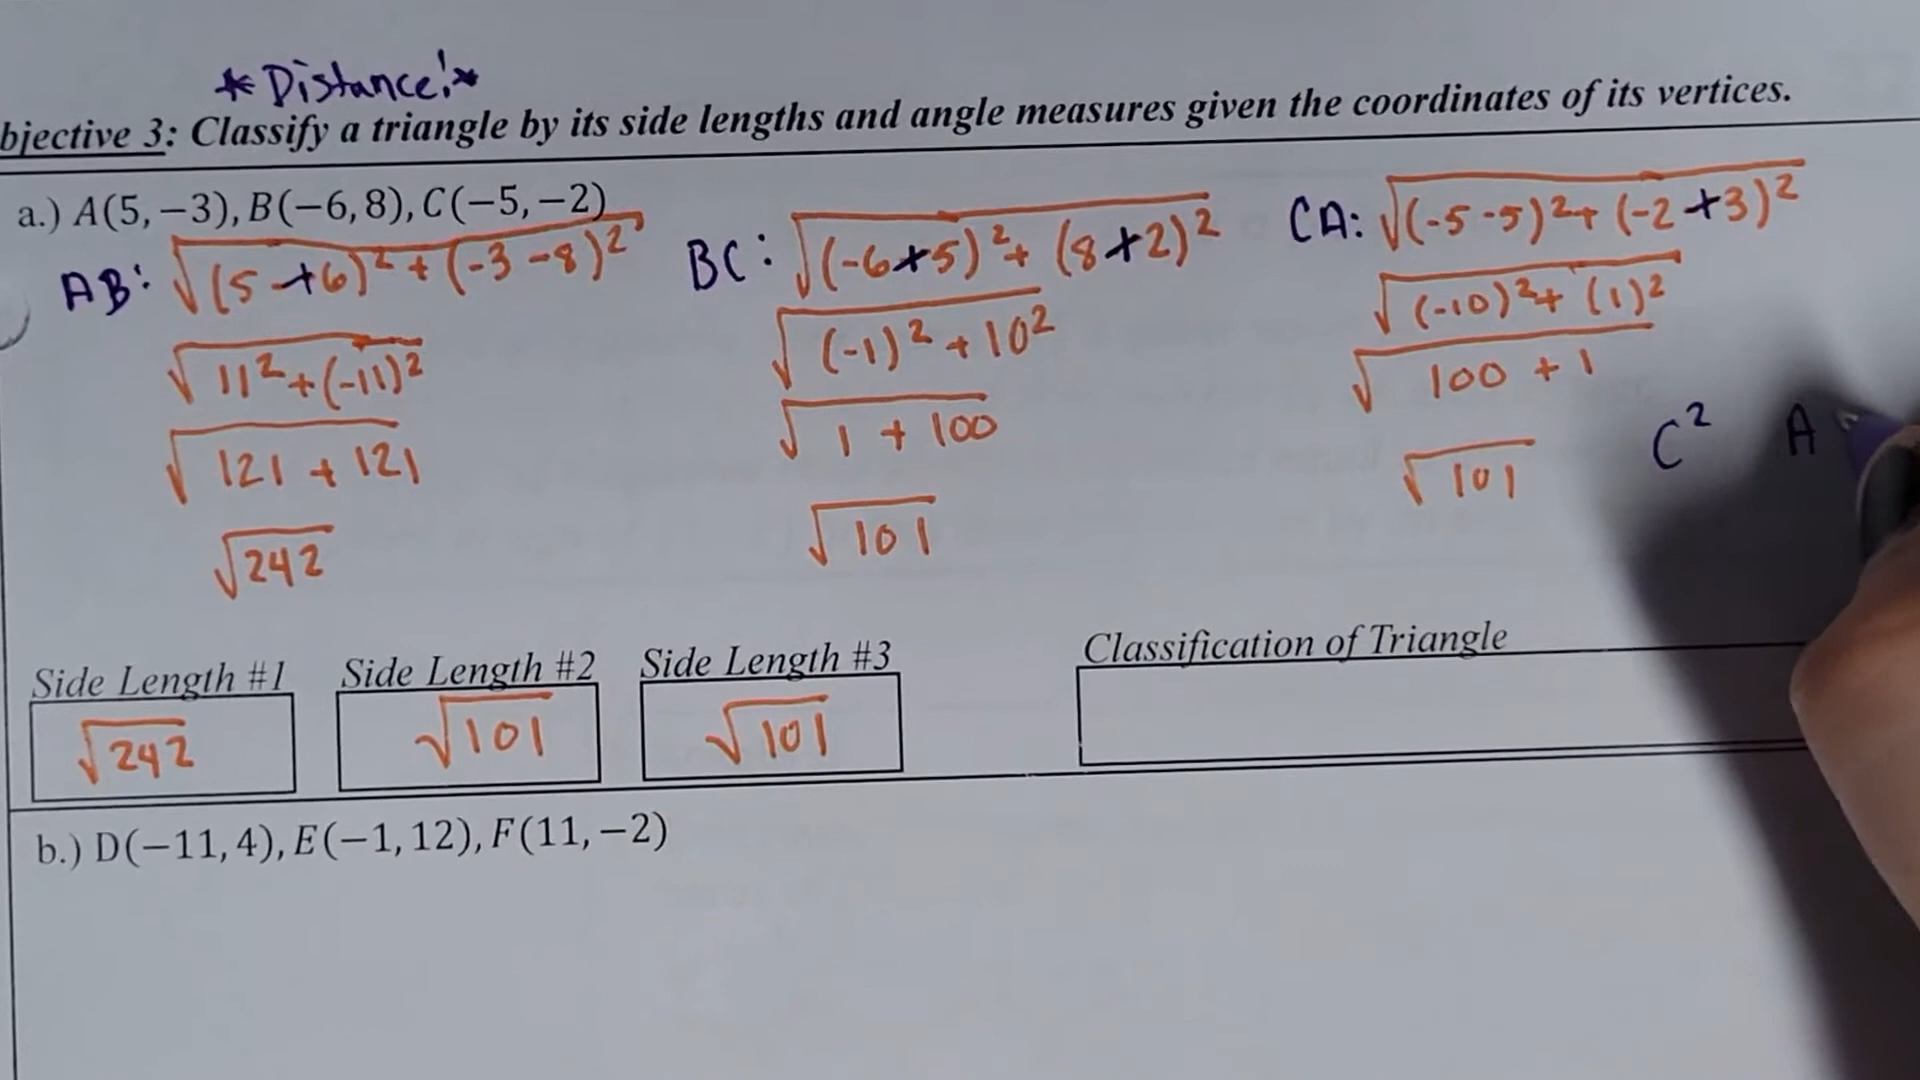 *Distance!*
bjective 3: Classify a triangle by its side lengths and angle measures given the coordinates of its vertices.
a.) A(5,−3), B(−6,8), C(−5,−2)
AB: √(5+6)²+(-3-8)²
√11²+(-11)²
√121+121
√242
BC: √(-6+5)²+(8+2)²
√(-1)²+10²
√1+100
√101
CA: √(-5-5)²+(-2+3)²
√(-10)²+(1)²
√100+1
√101
C² A
Side Length #1
√242
Side Length #2
√101
Side Length #3
√101
Classification of Triangle
b.) D(−11,4), E(−1,12), F(11,−2)